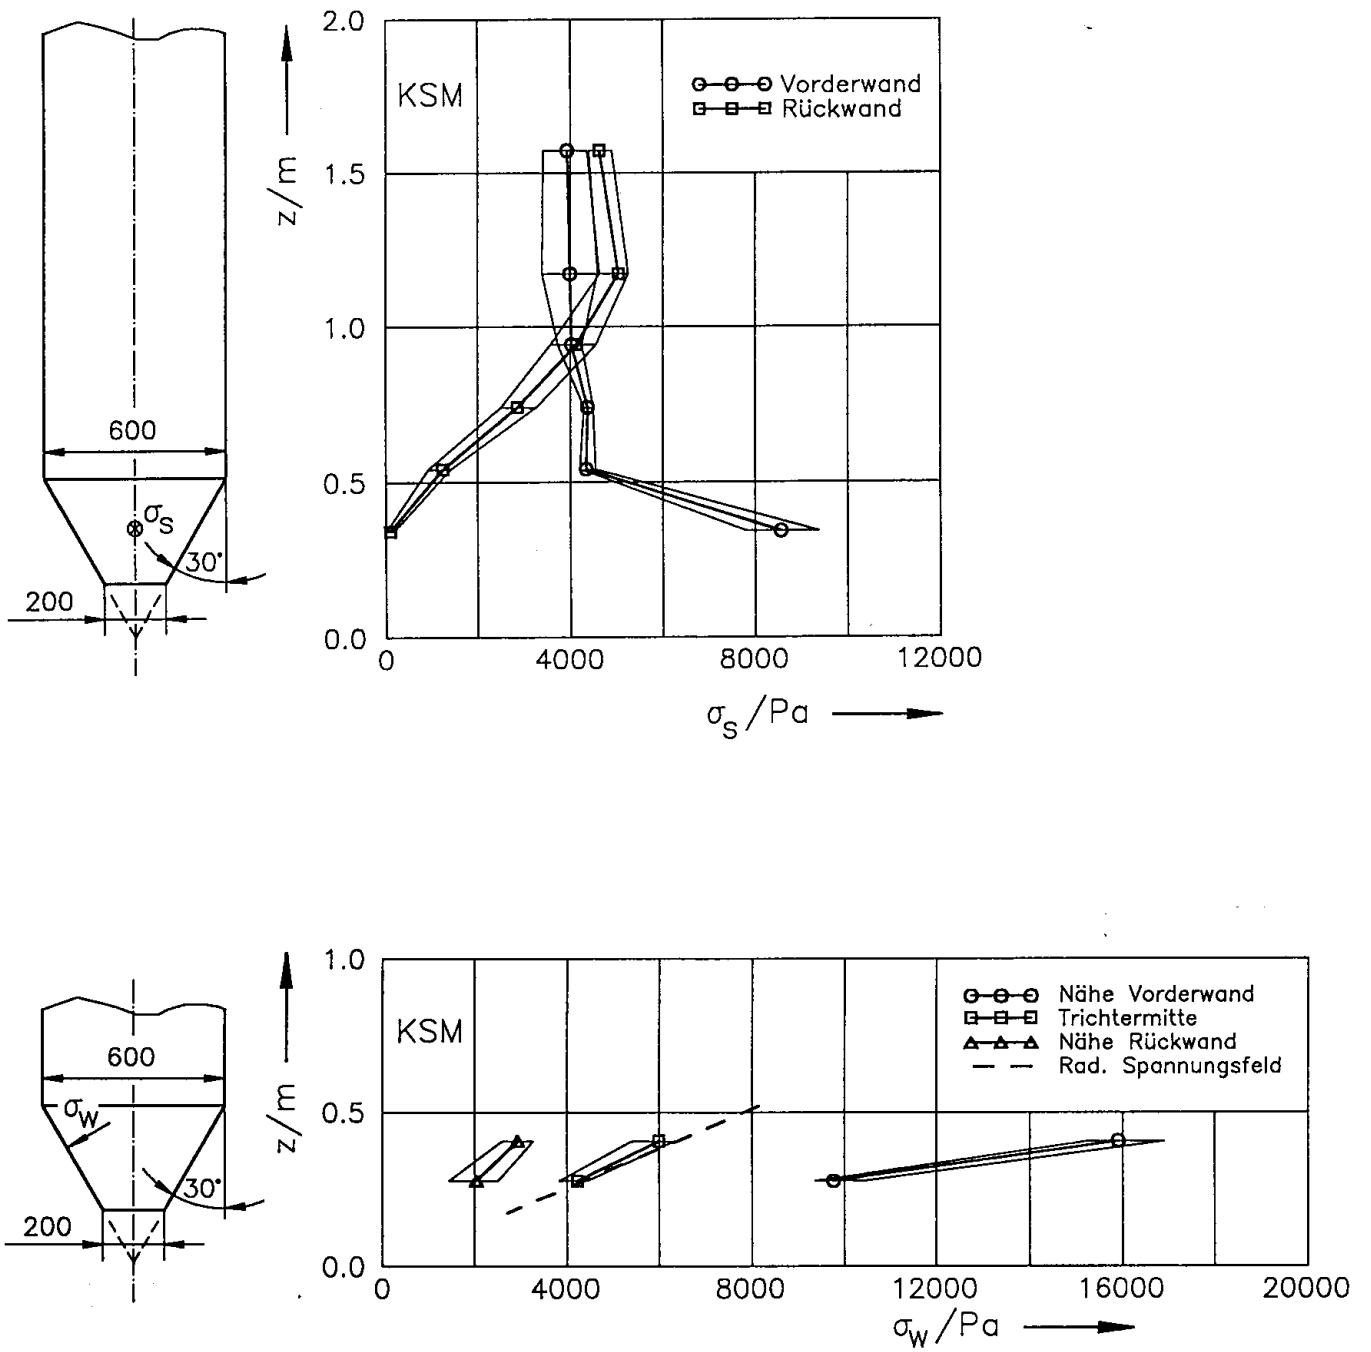 2.0
z/m
KSM
Vorderwand
Rückwand
1.5
1.0
600
0.5
σS
30°
200
0.0
0 4000 8000 12000
σS/Pa
1.0
z/m
KSM
Nähe Vorderwand
Trichtermitte
Nähe Rückwand
Rad. Spannungsfeld
600
σW
0.5
30°
200
0.0
0 4000 8000 12000 16000 20000
σW/Pa